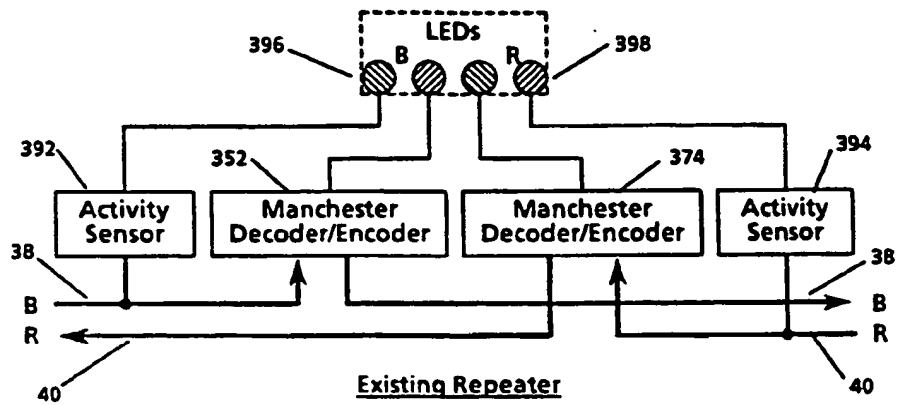 LEDs
396 B R 398
392 352 374 394
Activity Sensor
Manchester Decoder/Encoder
Manchester Decoder/Encoder
Activity Sensor
38 38
B B
R R
40 40
Existing Repeater